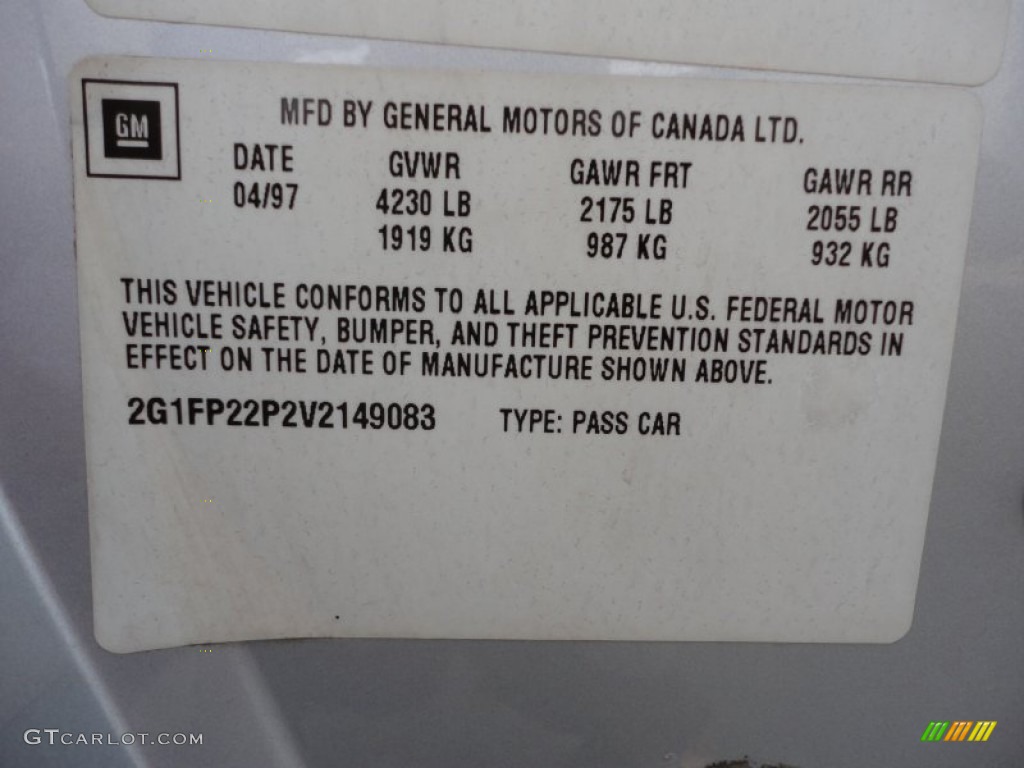 GM
MFD BY GENERAL MOTORS OF CANADA LTD.
DATE GVWR GAWR FRT GAWR RR
04/97 4230 LB 2175 LB 2055 LB
1919 KG 987 KG 932 KG
THIS VEHICLE CONFORMS TO ALL APPLICABLE U.S. FEDERAL MOTOR
VEHICLE SAFETY, BUMPER, AND THEFT PREVENTION STANDARDS IN
EFFECT ON THE DATE OF MANUFACTURE SHOWN ABOVE.
2G1FP22P2V2149083 TYPE: PASS CAR
GTCARLOT.COM